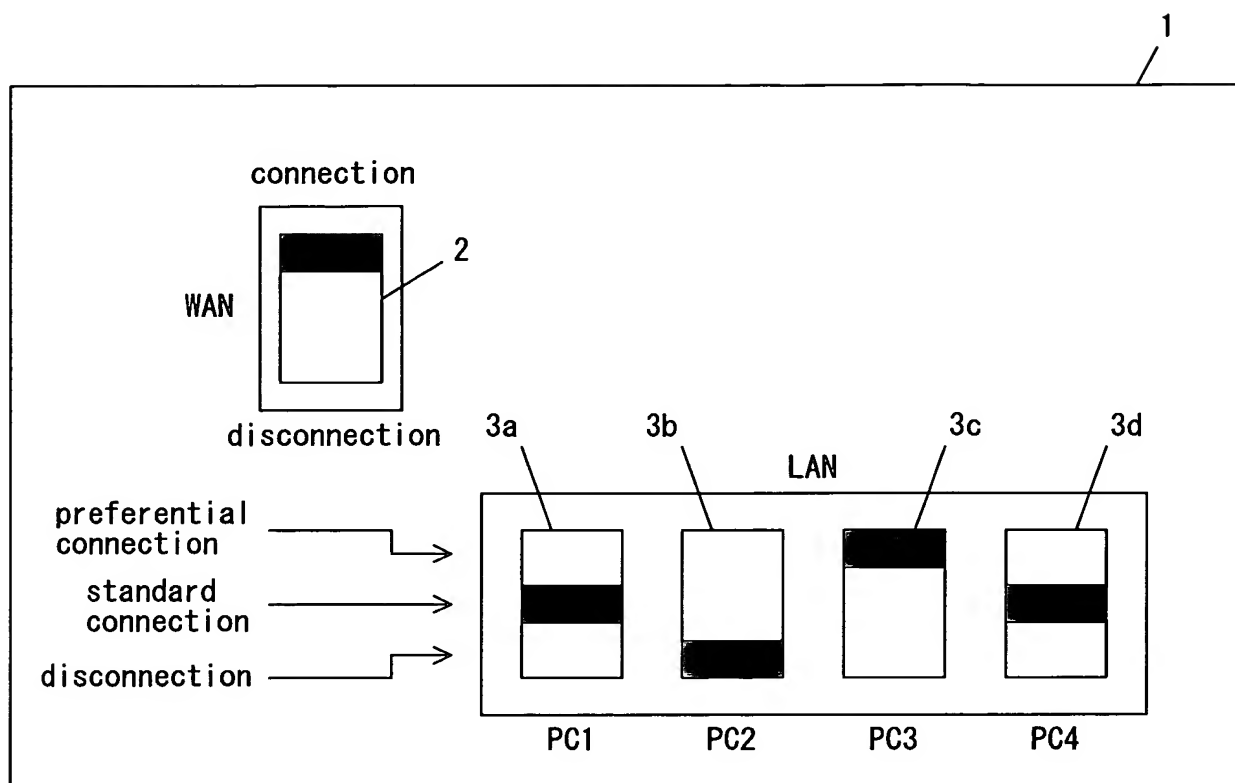 1
connection
2
WAN
disconnection
3a
3b
3c
3d
LAN
preferential
connection
standard
connection
disconnection
PC1
PC2
PC3
PC4